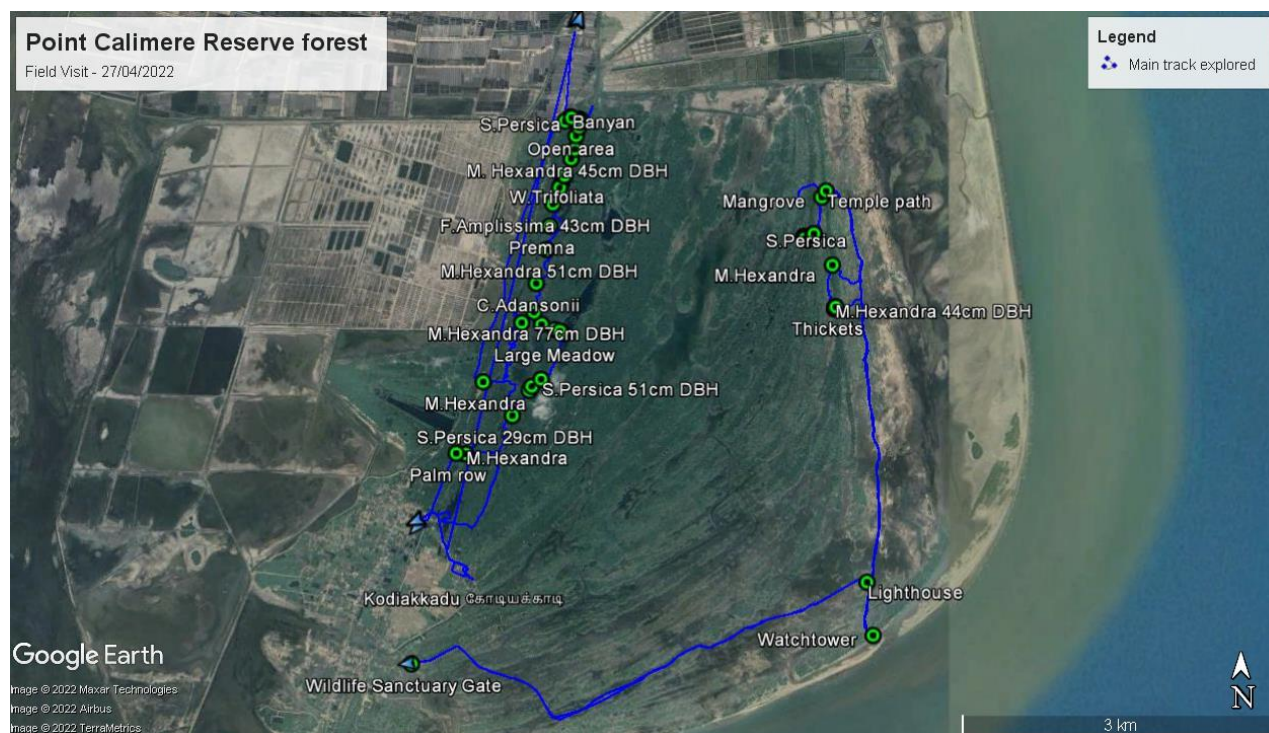 Point Calimere Reserve forest
Field Visit - 27/04/2022
Legend
Main track explored
S.Persica Banyan
Open area
M. Hexandra 45cm DBH
W.Trifoliata
F.Amplissima 43cm DBH
Premna
M.Hexandra 51cm DBH
C.Adansonii
M.Hexandra 77cm DBH
Large Meadow
S.Persica 51cm DBH
M.Hexandra
S.Persica 29cm DBH
M.Hexandra
Palm row
Mangrove Temple path
S.Persica
M.Hexandra
M.Hexandra 44cm DBH
Thickets
Kodiakkadu கோடியக்காடு
Lighthouse
Watchtower
Wildlife Sanctuary Gate
Google Earth
Image © 2022 Maxar Technologies
Image © 2022 Airbus
Image © 2022 TerraMetrics
N
3 km